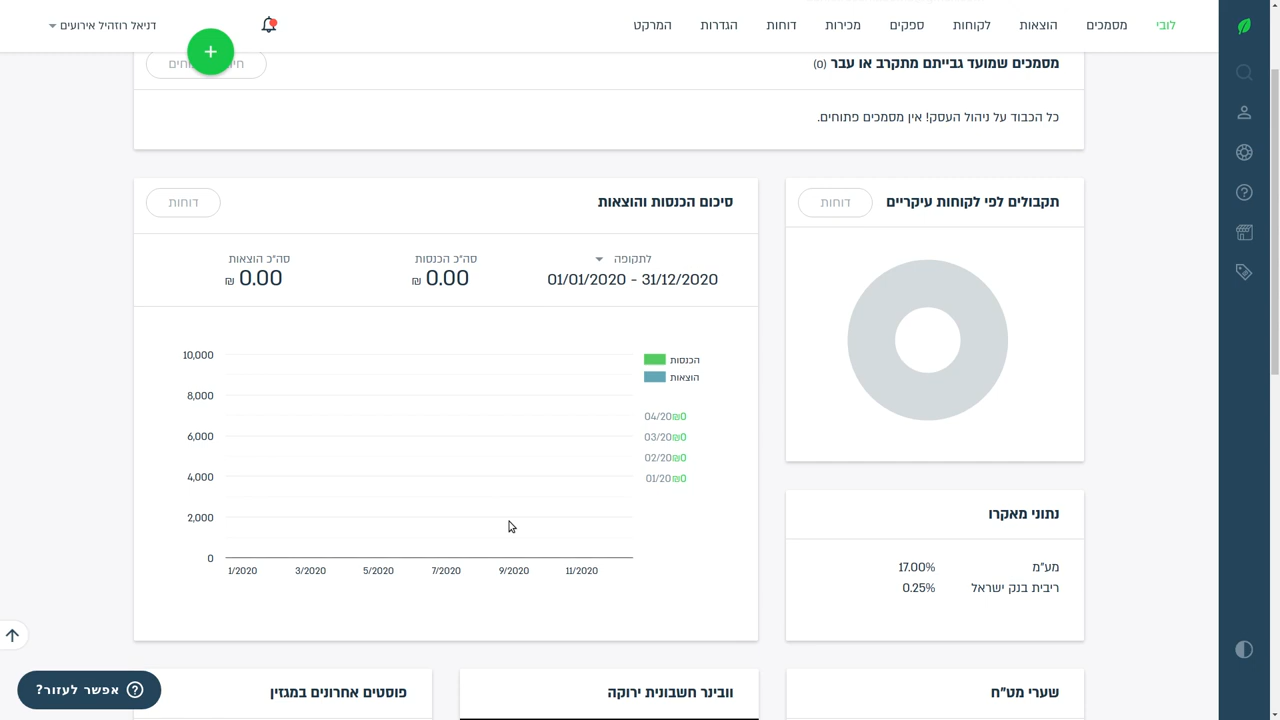 לובי
מסמכים
הוצאות
לקוחות
ספקים
מכירות
דוחות
הגדרות
המרקט
דניאל רוזהיל אירועים
מסמכים שמועד גבייתם מתקרב או עבר (0)
כל הכבוד על ניהול העסק! אין מסמכים פתוחים.
תקבולים לפי לקוחות עיקריים
דוחות
סיכום הכנסות והוצאות
דוחות
לתקופה
01/01/2020 - 31/12/2020
סה"כ הכנסות
0.00 ₪
סה"כ הוצאות
0.00 ₪
הכנסות
הוצאות
04/20 ₪0
03/20 ₪0
02/20 ₪0
01/20 ₪0
10,000
8,000
6,000
4,000
2,000
0
1/2020
3/2020
5/2020
7/2020
9/2020
11/2020
נתוני מאקרו
מע"מ 17.00%
ריבית בנק ישראל 0.25%
שערי מט"ח
וובינר חשבונית ירוקה
פוסטים אחרונים במגזין
אפשר לעזור?